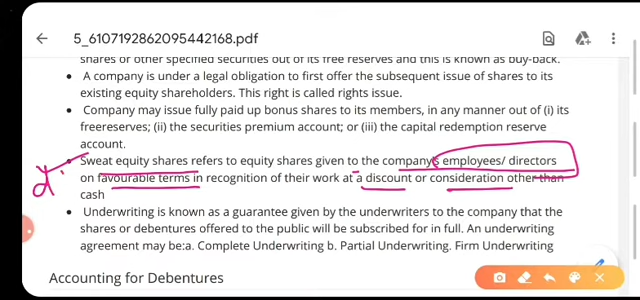 5_6107192862095442168.pdf
shares or other specified securities out of its free reserves and this is known as buy-back.
• A company is under a legal obligation to first offer the subsequent issue of shares to its
existing equity shareholders. This right is called rights issue.
• Company may issue fully paid up bonus shares to its members, in any manner out of (i) its
freereserves; (ii) the securities premium account; or (iii) the capital redemption reserve
account.
• Sweat equity shares refers to equity shares given to the company's employees/ directors
on favourable terms in recognition of their work at a discount or consideration other than
cash
• Underwriting is known as a guarantee given by the underwriters to the company that the
shares or debentures offered to the public will be subscribed for in full. An underwriting
agreement may be:a. Complete Underwriting b. Partial Underwriting. Firm Underwriting
Accounting for Debentures